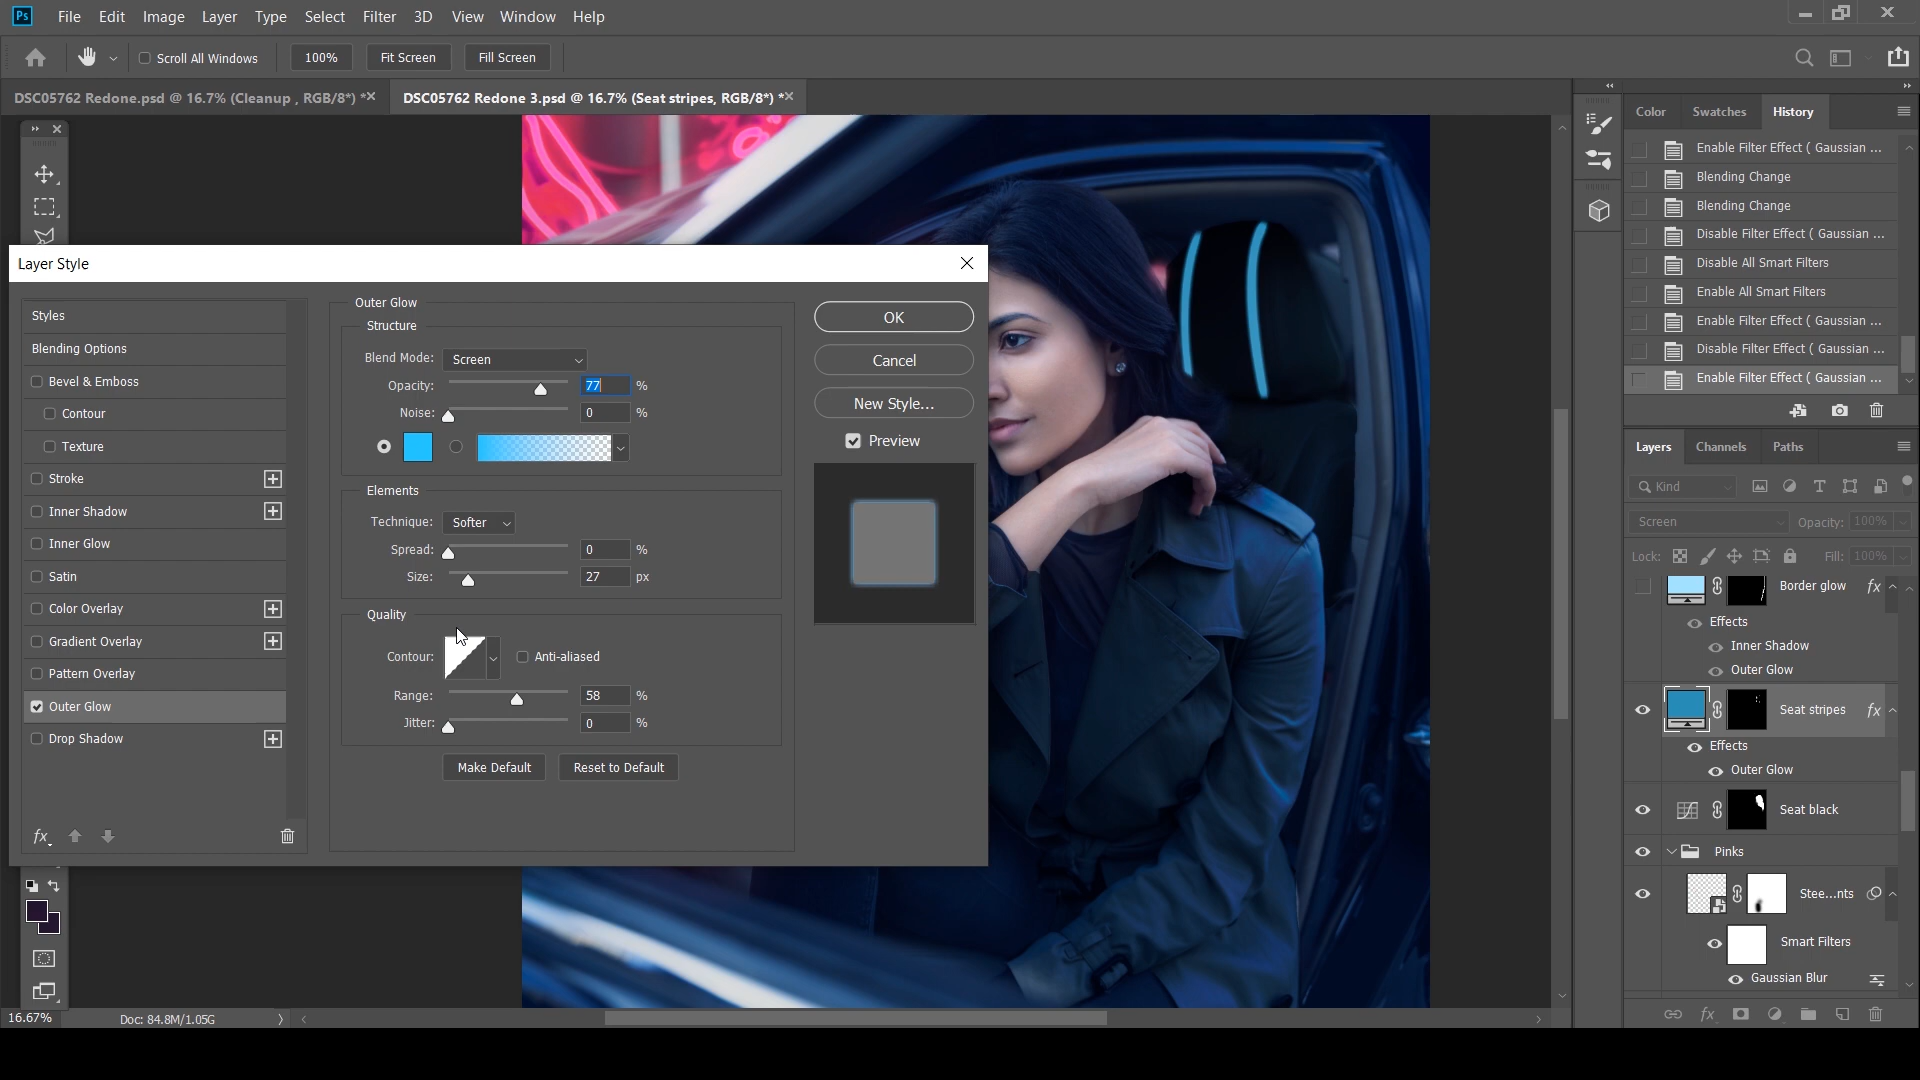 Ps File Edit Image Layer Type Select Filter 3D View Window Help
Scroll All Windows 100% Fit Screen Fill Screen
DSC05762 Redone.psd @ 16.7% (Cleanup , RGB/8*) * DSC05762 Redone 3.psd @ 16.7% (Seat stripes, RGB/8*) *
Layer Style
Styles
Blending Options
Bevel & Emboss
Contour
Texture
Stroke
Inner Shadow
Inner Glow
Satin
Color Overlay
Gradient Overlay
Pattern Overlay
Outer Glow
Drop Shadow
fx
Outer Glow
Structure
Blend Mode: Screen
Opacity: 77 %
Noise: 0 %
Elements
Technique: Softer
Spread: 0 %
Size: 27 px
Quality
Contour: Anti-aliased
Range: 58 %
Jitter: 0 %
Make Default Reset to Default
OK
Cancel
New Style...
Preview
Color Swatches History
Enable Filter Effect ( Gaussian ...
Blending Change
Blending Change
Disable Filter Effect ( Gaussian ...
Disable All Smart Filters
Enable All Smart Filters
Enable Filter Effect ( Gaussian ...
Disable Filter Effect ( Gaussian ...
Enable Filter Effect ( Gaussian ...
Layers Channels Paths
Kind
Screen Opacity: 100%
Lock: Fill: 100%
Border glow fx
Effects
Inner Shadow
Outer Glow
Seat stripes fx
Effects
Outer Glow
Seat black
Pinks
Stee...nts
Smart Filters
Gaussian Blur
fx
16.67% Doc: 84.8M/1.05G